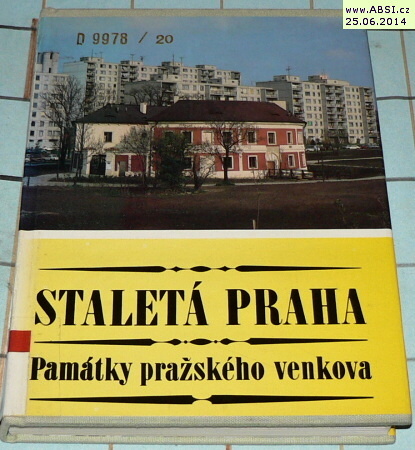 www.ABSI.cz
25.06.2014
D 9978 / 20
STALETÁ PRAHA
Památky pražského venkova